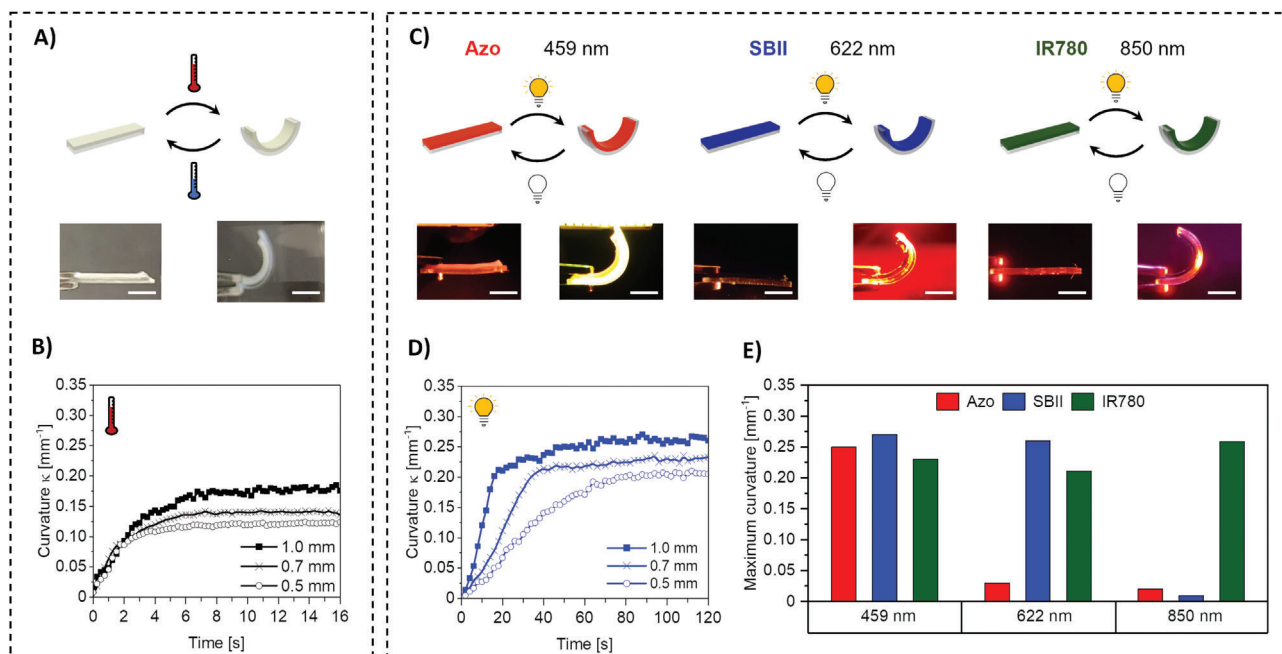 A)
C)
Azo 459 nm SBII 622 nm IR780 850 nm
B)
0.35
0.30
0.25
0.20
0.15
0.10
0.05
0
Curvature κ [mm⁻¹]
1.0 mm
0.7 mm
0.5 mm
0 2 4 6 8 10 12 14 16
Time [s]
D)
0.35
0.30
0.25
0.20
0.15
0.10
0.05
0
Curvature κ [mm⁻¹]
1.0 mm
0.7 mm
0.5 mm
0 20 40 60 80 100 120
Time [s]
E)
0.35
0.30
0.25
0.20
0.15
0.10
0.05
0
Maximum curvature [mm⁻¹]
Azo SBII IR780
459 nm 622 nm 850 nm